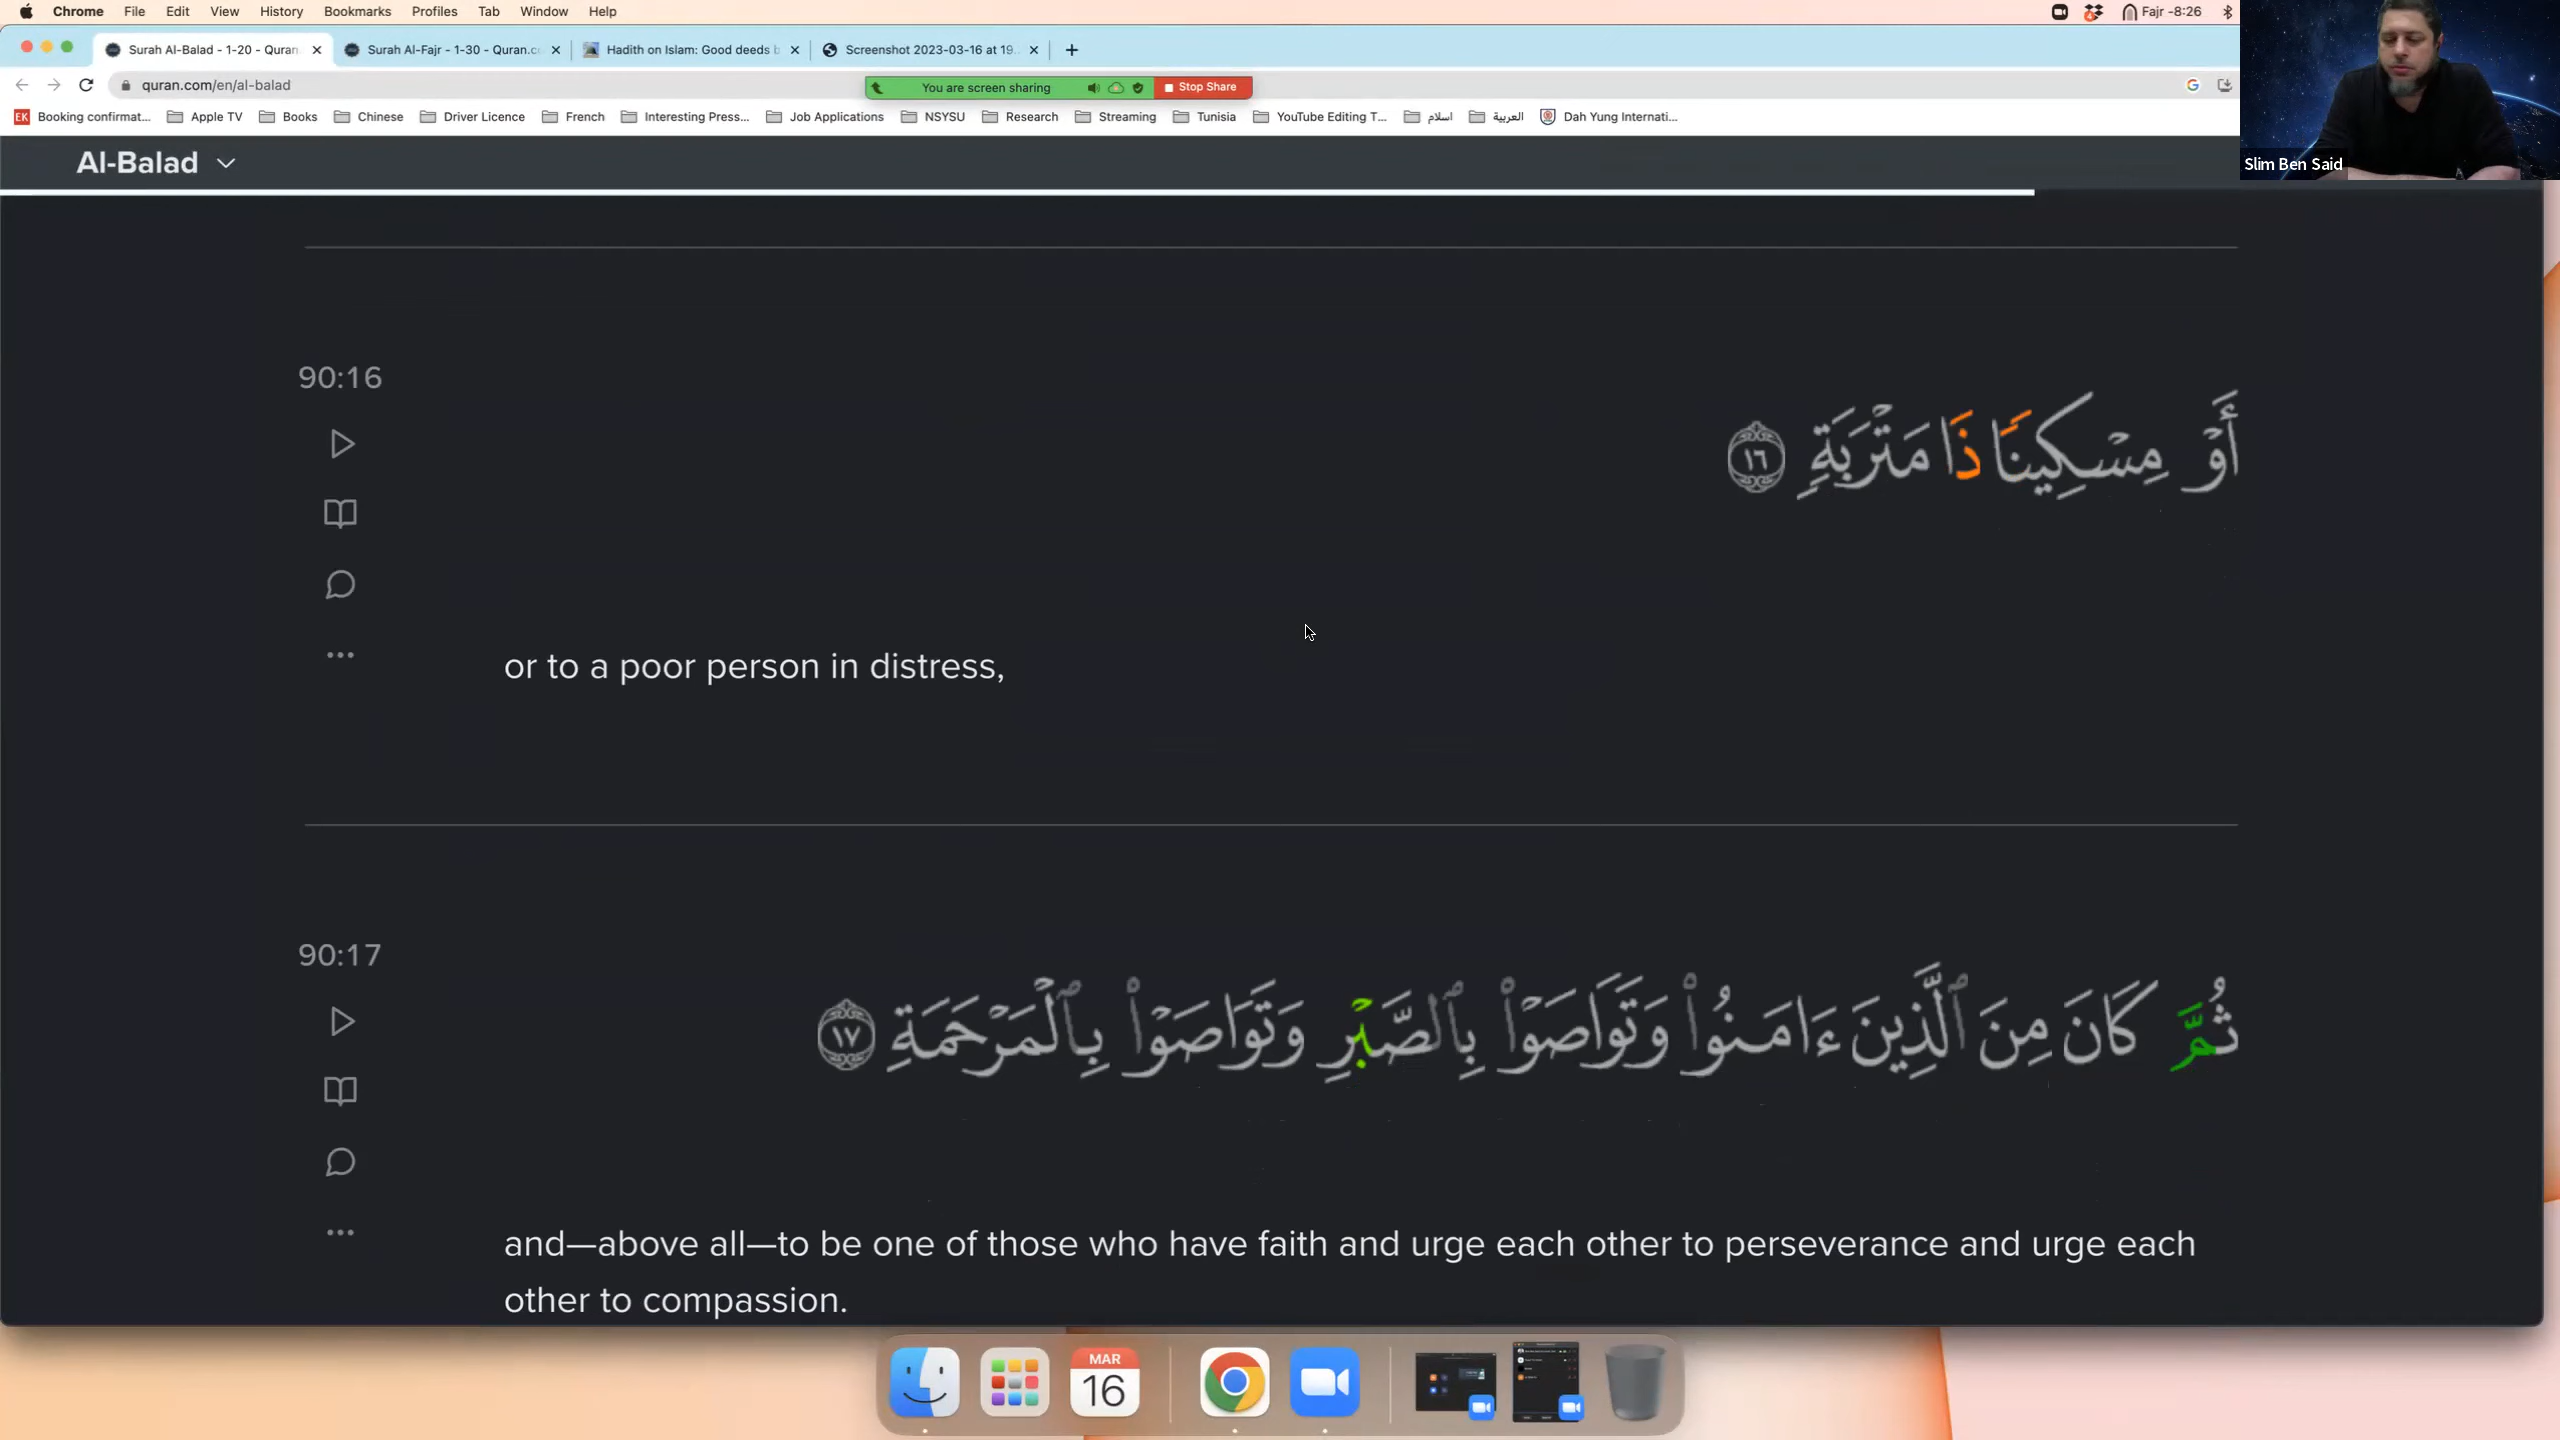 Chrome File Edit View History Bookmarks Profiles Tab Window Help
Fajr -8:26
Surah Al-Balad - 1-20 - Quran
Surah Al-Fajr - 1-30 - Quran.c
Hadith on Islam: Good deeds b
Screenshot 2023-03-16 at 19..
quran.com/en/al-balad
You are screen sharing
Stop Share
EK Booking confirmat... Apple TV Books Chinese Driver Licence French Interesting Press... Job Applications NSYSU Research Streaming Tunisia YouTube Editing T... اسلام العربية Dah Yung Internati...
Slim Ben Said
Al-Balad
90:16
أَوْ مِسْكِينًا ذَا مَتْرَبَةٍ ١٦
or to a poor person in distress,
90:17
ثُمَّ كَانَ مِنَ ٱلَّذِينَ ءَامَنُوا۟ وَتَوَاصَوْا۟ بِٱلصَّبْرِ وَتَوَاصَوْا۟ بِٱلْمَرْحَمَةِ ١٧
and—above all—to be one of those who have faith and urge each other to perseverance and urge each
other to compassion.
MAR
16